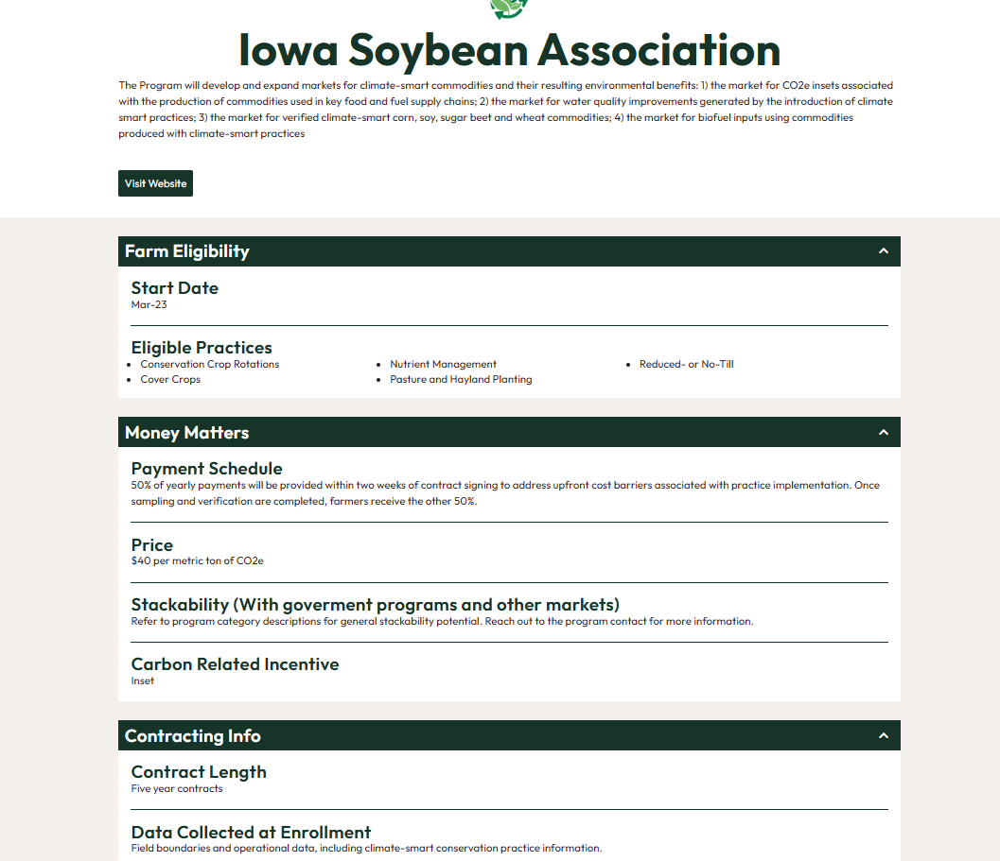 Iowa Soybean Association
The Program will develop and expand markets for climate-smart commodities and their resulting environmental benefits: 1) the market for CO2e insets associated
with the production of commodities used in key food and fuel supply chains; 2) the market for water quality improvements generated by the introduction of climate
smart practices; 3) the market for verified climate-smart corn, soy, sugar beet and wheat commodities; 4) the market for biofuel inputs using commodities
produced with climate-smart practices
Visit Website
Farm Eligibility
Start Date
Mar-23
Eligible Practices
• Conservation Crop Rotations
• Cover Crops
• Nutrient Management
• Pasture and Hayland Planting
• Reduced- or No-Till
Money Matters
Payment Schedule
50% of yearly payments will be provided within two weeks of contract signing to address upfront cost barriers associated with practice implementation. Once
sampling and verification are completed, farmers receive the other 50%.
Price
$40 per metric ton of CO2e
Stackability (With goverment programs and other markets)
Refer to program category descriptions for general stackability potential. Reach out to the program contact for more information.
Carbon Related Incentive
Inset
Contracting Info
Contract Length
Five year contracts
Data Collected at Enrollment
Field boundaries and operational data, including climate-smart conservation practice information.